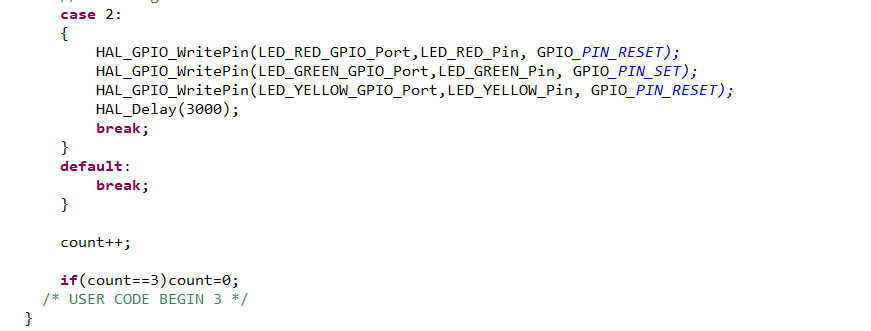 case 2:
{
HAL_GPIO_WritePin(LED_RED_GPIO_Port,LED_RED_Pin, GPIO_PIN_RESET);
HAL_GPIO_WritePin(LED_GREEN_GPIO_Port,LED_GREEN_Pin, GPIO_PIN_SET);
HAL_GPIO_WritePin(LED_YELLOW_GPIO_Port,LED_YELLOW_Pin, GPIO_PIN_RESET);
HAL_Delay(3000);
break;
}
default:
break;
}
count++;
if(count==3)count=0;
/* USER CODE BEGIN 3 */
}